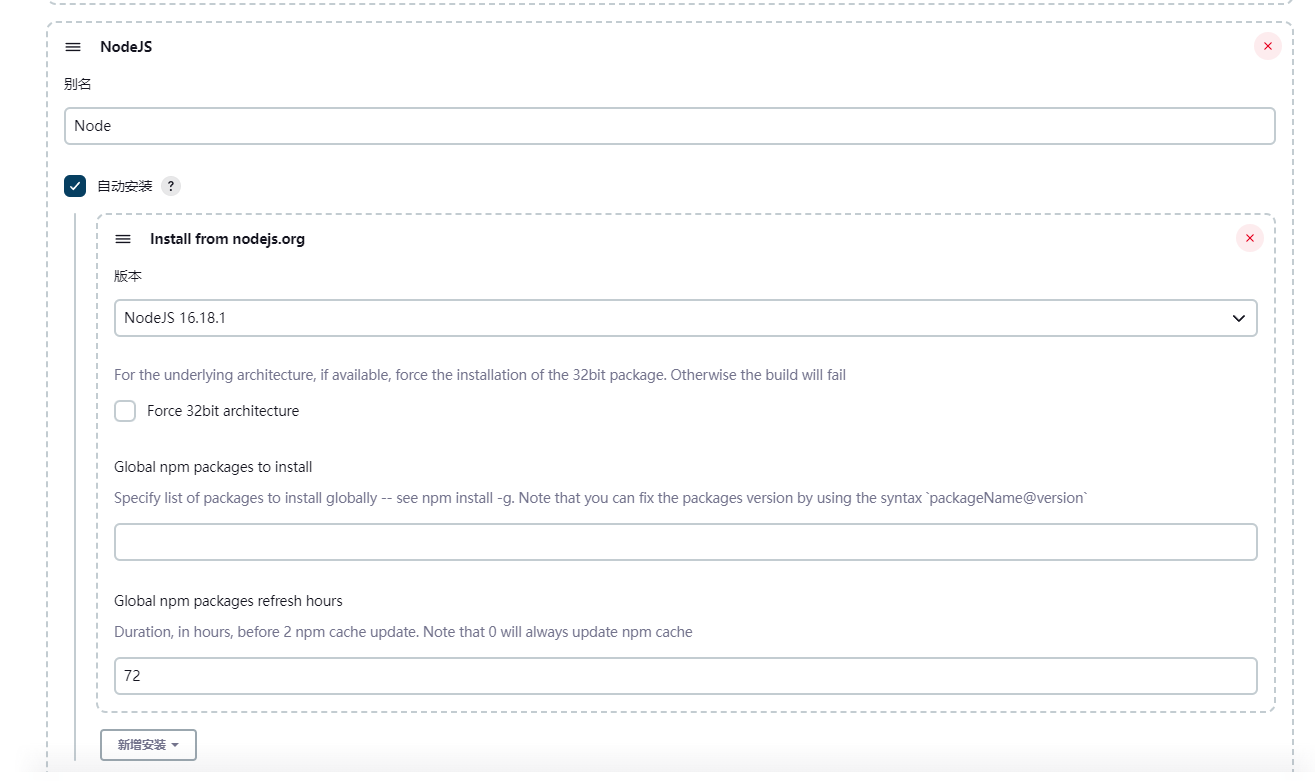 NodeJS
别名
Node
自动安装 ?
Install from nodejs.org
版本
NodeJS 16.18.1
For the underlying architecture, if available, force the installation of the 32bit package. Otherwise the build will fail
Force 32bit architecture
Global npm packages to install
Specify list of packages to install globally -- see npm install -g. Note that you can fix the packages version by using the syntax `packageName@version`
Global npm packages refresh hours
Duration, in hours, before 2 npm cache update. Note that 0 will always update npm cache
72
新增安装